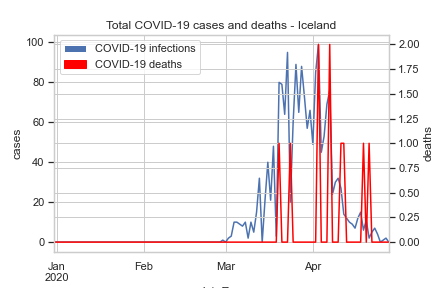 Total COVID-19 cases and deaths - Iceland
COVID-19 infections
COVID-19 deaths
100
80
60
40
20
0
cases
2.00
1.75
1.50
1.25
1.00
0.75
0.50
0.25
0.00
deaths
Jan
2020
Feb
Mar
Apr